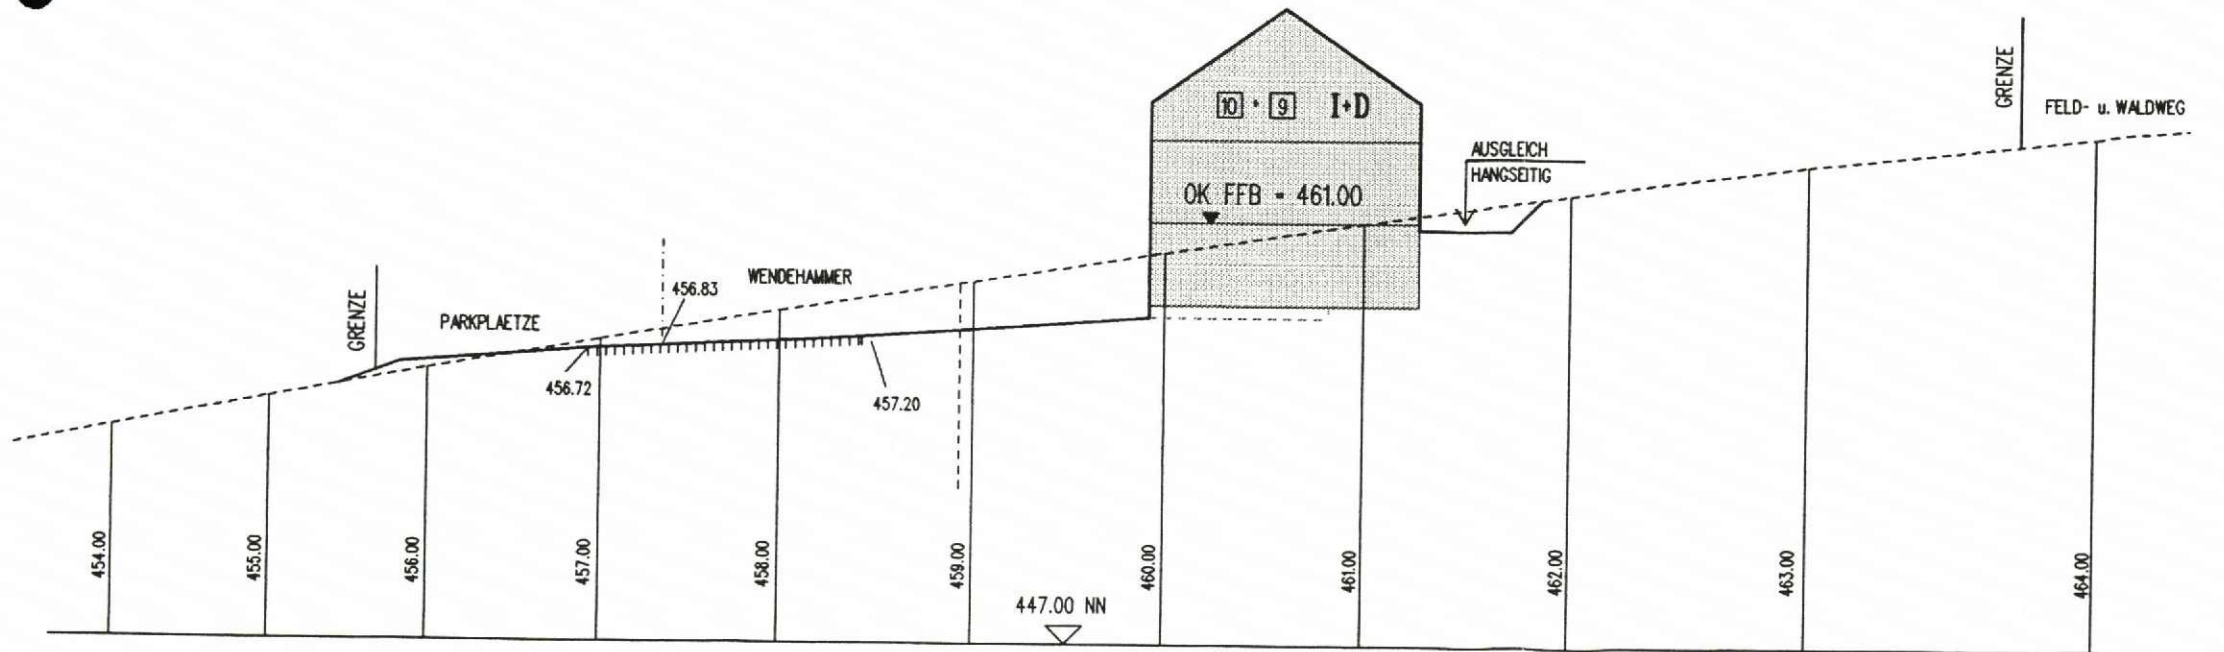 10 · 9 I+D
GRENZE
FELD- u. WALDWEG
AUSGLEICH
HANGSEITIG
OK FFB = 461.00
WENDEHAMMER
456.83
GRENZE
PARKPLAETZE
456.72
457.20
454.00
455.00
456.00
457.00
458.00
459.00
460.00
461.00
462.00
463.00
464.00
447.00 NN